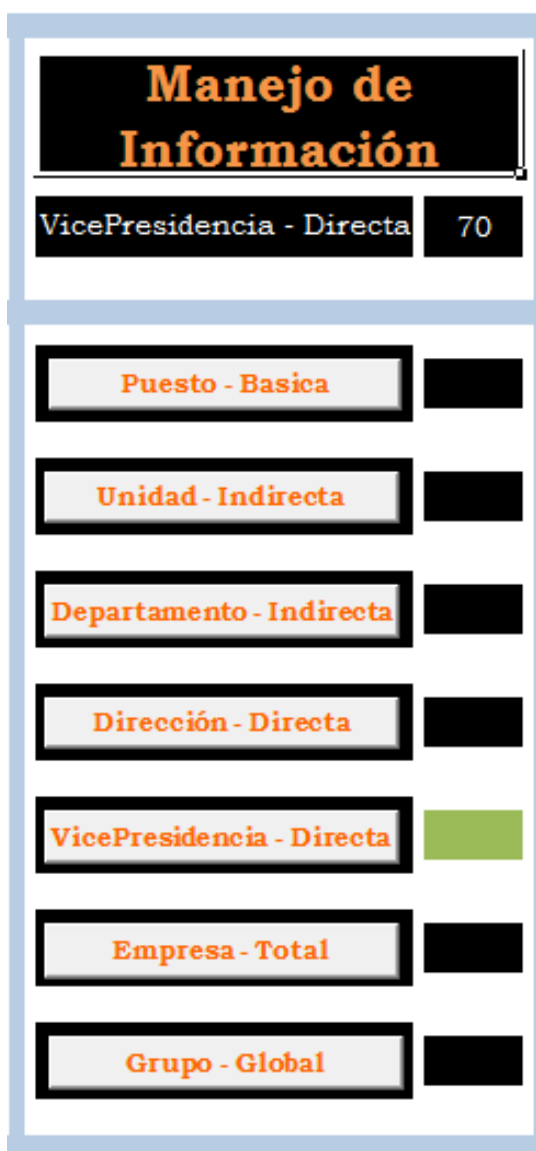 Manejo de
Información
VicePresidencia - Directa 70
Puesto - Basica
Unidad - Indirecta
Departamento - Indirecta
Dirección - Directa
VicePresidencia - Directa
Empresa - Total
Grupo - Global